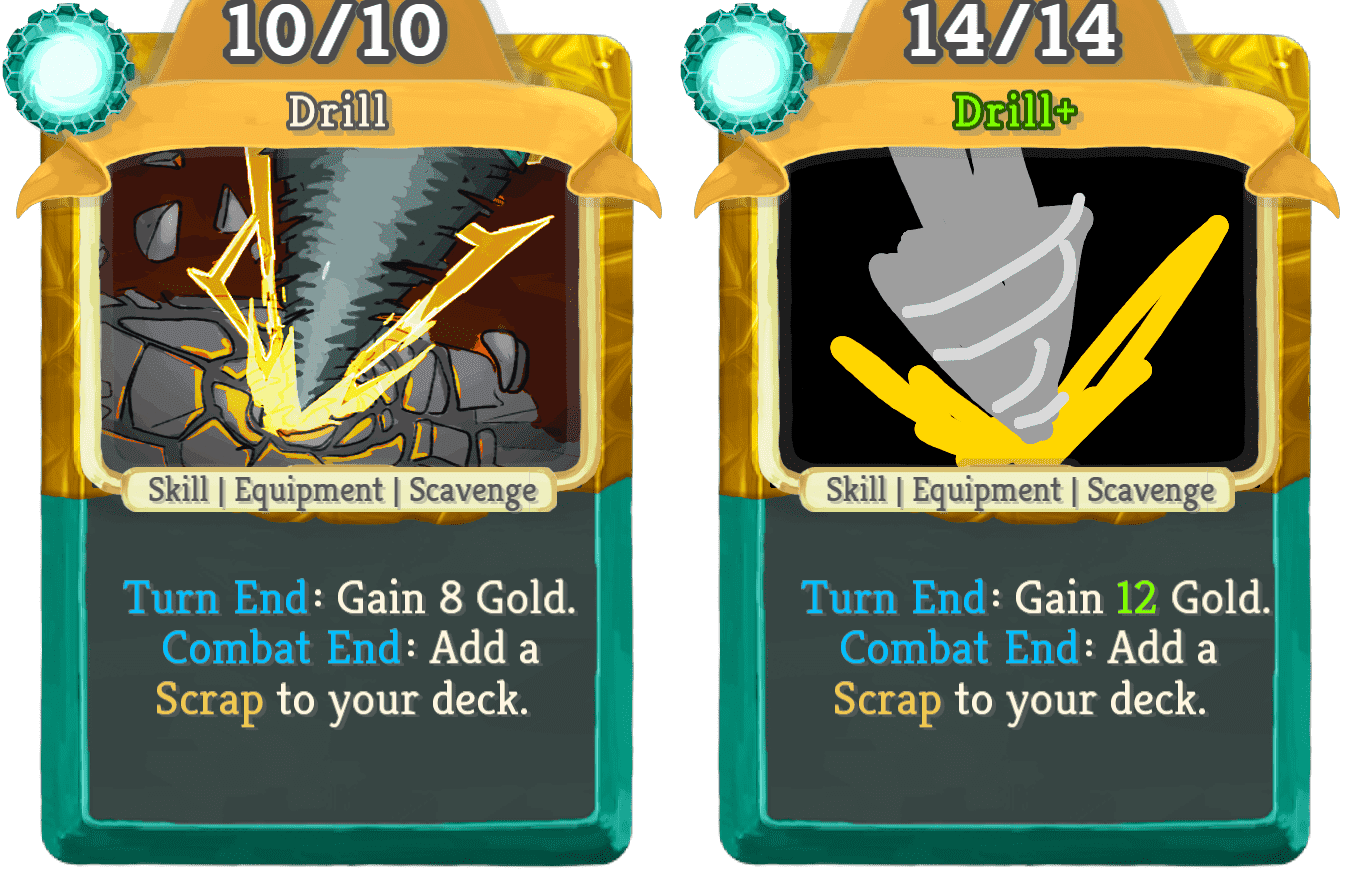 10/10
Drill
Skill | Equipment | Scavenge
Turn End: Gain 8 Gold.
Combat End: Add a
Scrap to your deck.
14/14
Drill+
Skill | Equipment | Scavenge
Turn End: Gain 12 Gold.
Combat End: Add a
Scrap to your deck.